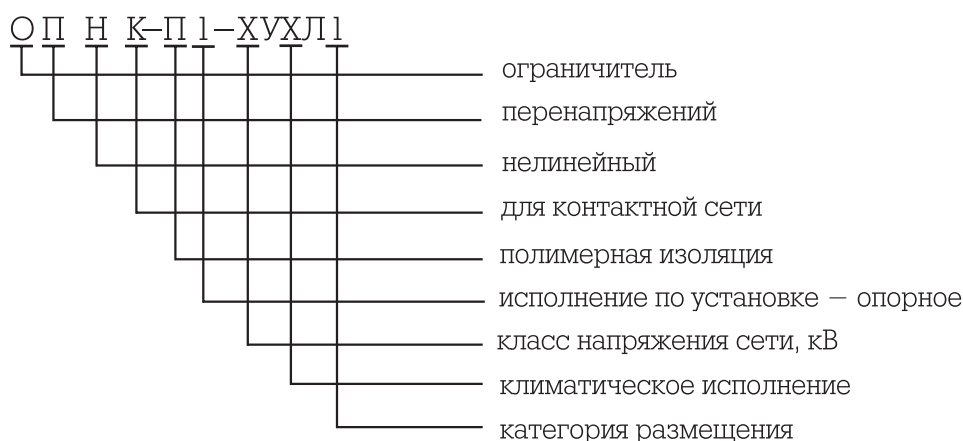 ОПНК–П1–ХУХЛ1
ограничитель
перенапряжений
нелинейный
для контактной сети
полимерная изоляция
исполнение по установке — опорное
класс напряжения сети, кВ
климатическое исполнение
категория размещения